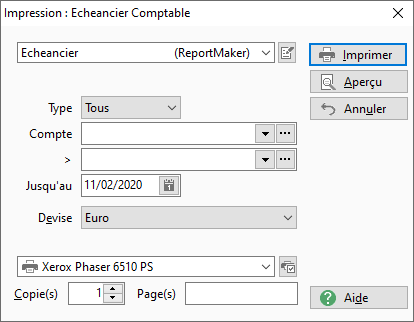 Impression : Echeancier Comptable
Echeancier (ReportMaker)
Imprimer
Aperçu
Annuler
Type Tous
Compte
>
Jusqu'au 11/02/2020
Devise Euro
Xerox Phaser 6510 PS
Copie(s) 1 Page(s)
Aide